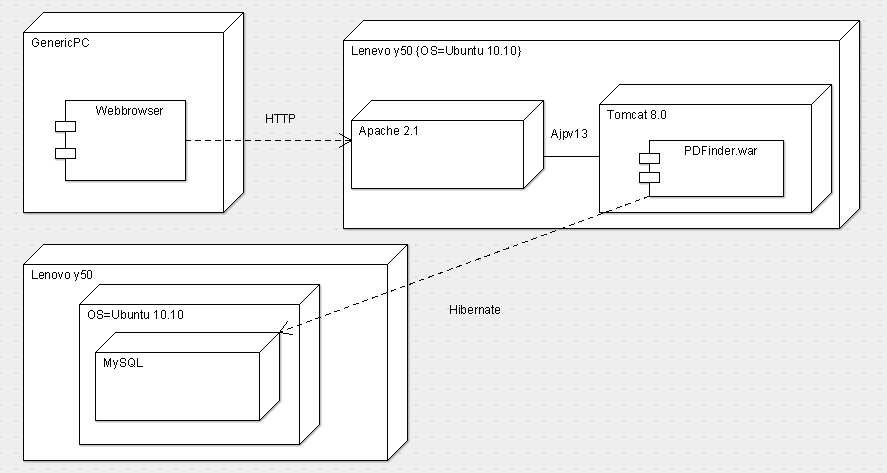 GenericPC
Webbrowser
HTTP
Lenevo y50 {OS=Ubuntu 10.10}
Apache 2.1
Ajpv13
Tomcat 8.0
PDFinder.war
Lenovo y50
OS=Ubuntu 10.10
MySQL
Hibernate